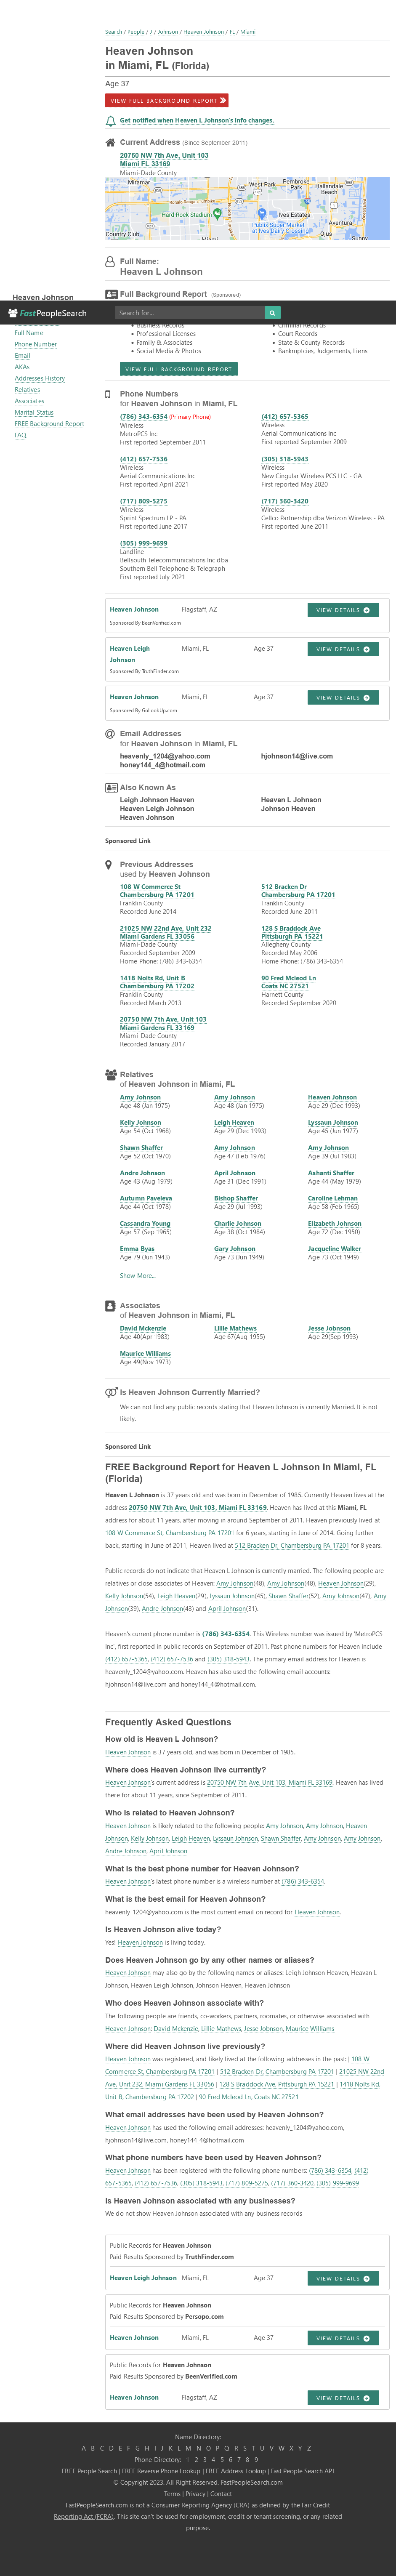 Search / People / J / Johnson / Heaven Johnson / FL / Miami
Heaven Johnson
in Miami, FL (Florida)
Age 37
VIEW FULL BACKGROUND REPORT
Get notified when Heaven L Johnson's info changes.
Current Address (Since September 2011)
20750 NW 7th Ave, Unit 103
Miami FL 33169
Miami-Dade County
Miramar
West Park
Pembroke Park
Hallandale Beach
Hard Rock Stadium
Ives Estates
Public Self Storage at Ives Dairy Crossing
Aventura
Country Club
Miami
Ojus
Sunny
Full Name:
Heaven L Johnson
Full Background Report (Sponsored)
Heaven Johnson
FastPeopleSearch
Search for...
Business Records
Professional Licenses
Family & Associates
Social Media & Photos
Criminal Records
Court Records
State & County Records
Bankruptcies, Judgements, Liens
Full Name
Phone Number
Email
AKAs
Addresses History
Relatives
Associates
Marital Status
FREE Background Report
FAQ
VIEW FULL BACKGROUND REPORT
Phone Numbers
for Heaven Johnson in Miami, FL
(786) 343-6354 (Primary Phone)
Wireless
MetroPCS Inc
First reported September 2011
(412) 657-5365
Wireless
Aerial Communications Inc
First reported September 2009
(412) 657-7536
Wireless
Aerial Communications Inc
First reported April 2021
(305) 318-5943
Wireless
New Cingular Wireless PCS LLC - GA
First reported May 2020
(717) 809-5275
Wireless
Sprint Spectrum LP - PA
First reported June 2017
(717) 360-3420
Wireless
Cellco Partnership dba Verizon Wireless - PA
First reported June 2011
(305) 999-9699
Landline
Bellsouth Telecommunications Inc dba
Southern Bell Telephone & Telegraph
First reported July 2021
Heaven Johnson Flagstaff, AZ VIEW DETAILS
Sponsored By BeenVerified.com
Heaven Leigh Johnson Miami, FL Age 37 VIEW DETAILS
Sponsored By TruthFinder.com
Heaven Johnson Miami, FL Age 37 VIEW DETAILS
Sponsored By GoLookUp.com
Email Addresses
for Heaven Johnson in Miami, FL
heavenly_1204@yahoo.com hjohnson14@live.com
honey144_4@hotmail.com
Also Known As
Leigh Johnson Heaven Heavan L Johnson
Heaven Leigh Johnson Johnson Heaven
Heaven Johnson
Sponsored Link
Previous Addresses
used by Heaven Johnson
108 W Commerce St
Chambersburg PA 17201
Franklin County
Recorded June 2014
512 Bracken Dr
Chambersburg PA 17201
Franklin County
Recorded June 2011
21025 NW 22nd Ave, Unit 232
Miami Gardens FL 33056
Miami-Dade County
Recorded September 2009
Home Phone: (786) 343-6354
128 S Braddock Ave
Pittsburgh PA 15221
Allegheny County
Recorded May 2006
Home Phone: (786) 343-6354
1418 Nolts Rd, Unit B
Chambersburg PA 17202
Franklin County
Recorded March 2013
90 Fred Mcleod Ln
Coats NC 27521
Harnett County
Recorded September 2020
20750 NW 7th Ave, Unit 103
Miami Gardens FL 33169
Miami-Dade County
Recorded January 2017
Relatives
of Heaven Johnson in Miami, FL
Amy Johnson Amy Johnson Heaven Johnson
Age 48 (Jan 1975) Age 48 (Jan 1975) Age 29 (Dec 1993)
Kelly Johnson Leigh Heaven Lyssaun Johnson
Age 54 (Oct 1968) Age 29 (Dec 1993) Age 45 (Jun 1977)
Shawn Shaffer Amy Johnson Amy Johnson
Age 52 (Oct 1970) Age 47 (Feb 1976) Age 39 (Jul 1983)
Andre Johnson April Johnson Ashanti Shaffer
Age 43 (Aug 1979) Age 31 (Dec 1991) Age 44 (May 1979)
Autumn Paveleva Bishop Shaffer Caroline Lehman
Age 44 (Oct 1978) Age 29 (Jul 1993) Age 58 (Feb 1965)
Cassandra Young Charlie Johnson Elizabeth Johnson
Age 57 (Sep 1965) Age 38 (Oct 1984) Age 72 (Dec 1950)
Emma Byas Gary Johnson Jacqueline Walker
Age 79 (Jun 1943) Age 73 (Jun 1949) Age 73 (Oct 1949)
Show More...
Associates
of Heaven Johnson in Miami, FL
David Mckenzie Lillie Mathews Jesse Jobnson
Age 40(Apr 1983) Age 67(Aug 1955) Age 29(Sep 1993)
Maurice Williams
Age 49(Nov 1973)
Is Heaven Johnson Currently Married?
We can not find any public records stating that Heaven Johnson is currently Married. It is not
likely.
Sponsored Link
FREE Background Report for Heaven L Johnson in Miami, FL
(Florida)
Heaven L Johnson is 37 years old and was born in December of 1985. Currently Heaven lives at the
address 20750 NW 7th Ave, Unit 103, Miami FL 33169. Heaven has lived at this Miami, FL
address for about 11 years, after moving in around September of 2011. Heaven previously lived at
108 W Commerce St, Chambersburg PA 17201 for 6 years, starting in June of 2014. Going further
back, starting in June of 2011, Heaven lived at 512 Bracken Dr, Chambersburg PA 17201 for 8 years.
Public records do not indicate that Heaven L Johnson is currently married. The following people are
relatives or close associates of Heaven: Amy Johnson(48), Amy Johnson(48), Heaven Johnson(29),
Kelly Johnson(54), Leigh Heaven(29), Lyssaun Johnson(45), Shawn Shaffer(52), Amy Johnson(47), Amy
Johnson(39), Andre Johnson(43) and April Johnson(31).
Heaven's current phone number is (786) 343-6354. This Wireless number was issued by 'MetroPCS
Inc', first reported in public records on September of 2011. Past phone numbers for Heaven include
(412) 657-5365, (412) 657-7536 and (305) 318-5943. The primary email address for Heaven is
heavenly_1204@yahoo.com. Heaven has also used the following email accounts:
hjohnson14@live.com and honey144_4@hotmail.com.
Frequently Asked Questions
How old is Heaven L Johnson?
Heaven Johnson is 37 years old, and was born in December of 1985.
Where does Heaven Johnson live currently?
Heaven Johnson's current address is 20750 NW 7th Ave, Unit 103, Miami FL 33169. Heaven has lived
there for about 11 years, since September of 2011.
Who is related to Heaven Johnson?
Heaven Johnson is likely related to the following people: Amy Johnson, Amy Johnson, Heaven
Johnson, Kelly Johnson, Leigh Heaven, Lyssaun Johnson, Shawn Shaffer, Amy Johnson, Amy Johnson,
Andre Johnson, April Johnson
What is the best phone number for Heaven Johnson?
Heaven Johnson's latest phone number is a wireless number at (786) 343-6354.
What is the best email for Heaven Johnson?
heavenly_1204@yahoo.com is the most current email on record for Heaven Johnson.
Is Heaven Johnson alive today?
Yes! Heaven Johnson is living today.
Does Heaven Johnson go by any other names or aliases?
Heaven Johnson may also go by the following names or aliases: Leigh Johnson Heaven, Heavan L
Johnson, Heaven Leigh Johnson, Johnson Heaven, Heaven Johnson
Who does Heaven Johnson associate with?
The following people are friends, co-workers, partners, roomates, or otherwise associated with
Heaven Johnson: David Mckenzie, Lillie Mathews, Jesse Jobnson, Maurice Williams
Where did Heaven Johnson live previously?
Heaven Johnson was registered, and likely lived at the following addresses in the past: | 108 W
Commerce St, Chambersburg PA 17201 | 512 Bracken Dr, Chambersburg PA 17201 | 21025 NW 22nd
Ave, Unit 232, Miami Gardens FL 33056 | 128 S Braddock Ave, Pittsburgh PA 15221 | 1418 Nolts Rd,
Unit B, Chambersburg PA 17202 | 90 Fred Mcleod Ln, Coats NC 27521
What email addresses have been used by Heaven Johnson?
Heaven Johnson has used the following email addresses: heavenly_1204@yahoo.com,
hjohnson14@live.com, honey144_4@hotmail.com
What phone numbers have been used by Heaven Johnson?
Heaven Johnson has been registered with the following phone numbers: (786) 343-6354, (412)
657-5365, (412) 657-7536, (305) 318-5943, (717) 809-5275, (717) 360-3420, (305) 999-9699
Is Heaven Johnson associated wth any businesses?
We do not show Heaven Johnson associated with any business records
Public Records for Heaven Johnson
Paid Results Sponsored by TruthFinder.com
Heaven Leigh Johnson Miami, FL Age 37 VIEW DETAILS
Public Records for Heaven Johnson
Paid Results Sponsored by Persopo.com
Heaven Johnson Miami, FL Age 37 VIEW DETAILS
Public Records for Heaven Johnson
Paid Results Sponsored by BeenVerified.com
Heaven Johnson Flagstaff, AZ VIEW DETAILS
Name Directory:
A B C D E F G H I J K L M N O P Q R S T U V W X Y Z
Phone Directory: 1 2 3 4 5 6 7 8 9
FREE People Search | FREE Reverse Phone Lookup | FREE Address Lookup | Fast People Search API
© Copyright 2023. All Right Reserved. FastPeopleSearch.com
Terms | Privacy | Contact
FastPeopleSearch.com is not a Consumer Reporting Agency (CRA) as defined by the Fair Credit
Reporting Act (FCRA). This site can't be used for employment, credit or tenant screening, or any related
purpose.